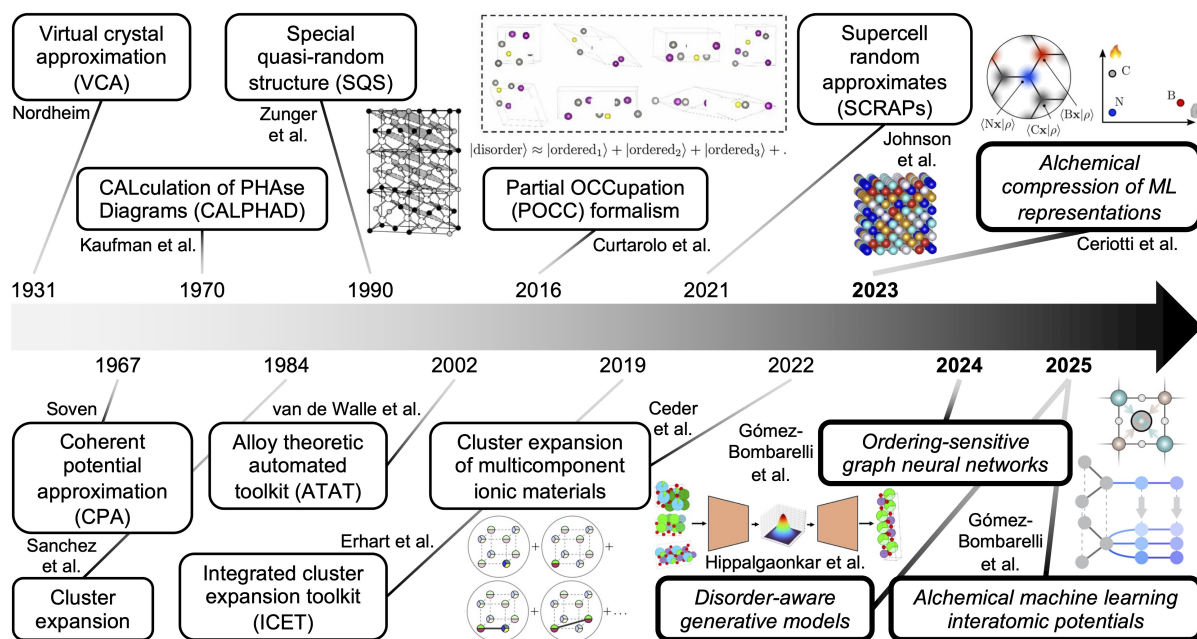 Virtual crystal
approximation
(VCA)
Nordheim
Special
quasi-random
structure (SQS)
Zunger
et al.
CALculation of PHAse
Diagrams (CALPHAD)
Kaufman et al.
|disorder⟩ ≈ |ordered₁⟩ + |ordered₂⟩ + |ordered₃⟩ + .
Partial OCCupation
(POCC) formalism
Curtarolo et al.
Supercell
random
approximates
(SCRAPs)
Johnson
et al.
⟨Nx|ρ⟩
⟨Cx|ρ⟩
⟨Bx|ρ⟩
C
N
B
Alchemical
compression of ML
representations
Ceriotti et al.
1931
1970
1990
2016
2021
2023
1967
1984
2002
2019
2022
2024
2025
Soven
Coherent
potential
approximation
(CPA)
Sanchez
et al.
Cluster
expansion
van de Walle et al.
Alloy theoretic
automated
toolkit (ATAT)
Erhart et al.
Integrated cluster
expansion toolkit
(ICET)
Cluster expansion
of multicomponent
ionic materials
Ceder
et al.
+
+
+
+ ...
Gómez-
Bombarelli
et al.
Ordering-sensitive
graph neural networks
Hippalgaonkar et al.
Disorder-aware
generative models
Gómez-
Bombarelli
et al.
Alchemical machine learning
interatomic potentials